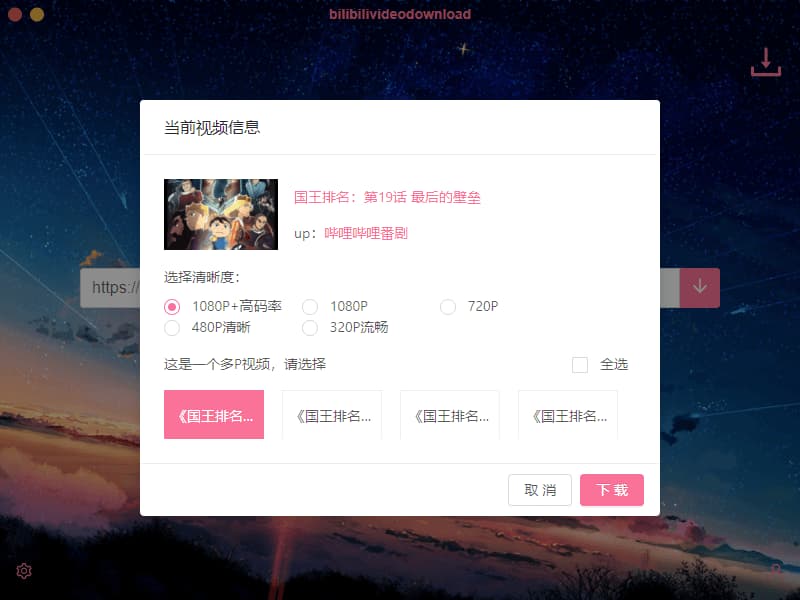 bilibilivideodownload
当前视频信息
国王排名：第19话 最后的壁垒
up：哔哩哔哩番剧
https://
选择清晰度：
1080P+高码率 1080P 720P
480P清晰 320P流畅
这是一个多P视频，请选择 全选
《国王排名... 《国王排名... 《国王排名... 《国王排名...
取 消 下 载